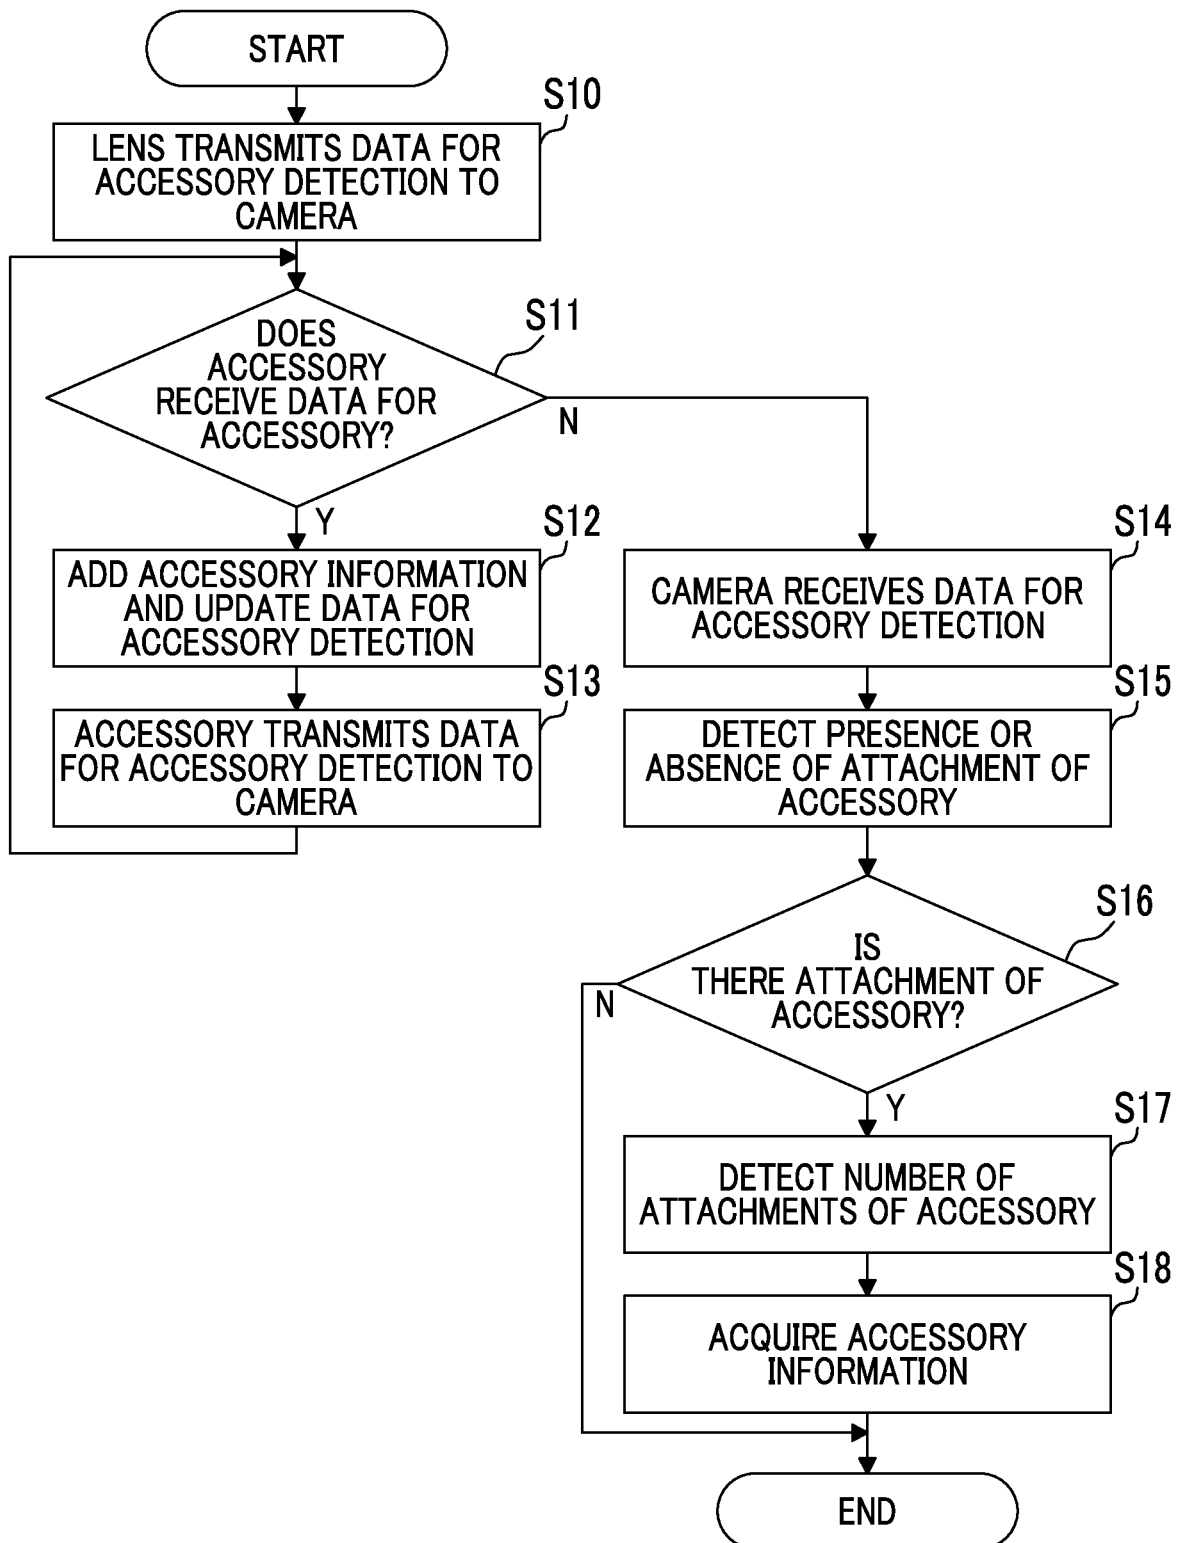 START
S10
LENS TRANSMITS DATA FOR
ACCESSORY DETECTION TO
CAMERA
S11
DOES
ACCESSORY
RECEIVE DATA FOR
ACCESSORY?
N
Y
S12
ADD ACCESSORY INFORMATION
AND UPDATE DATA FOR
ACCESSORY DETECTION
S13
ACCESSORY TRANSMITS DATA
FOR ACCESSORY DETECTION TO
CAMERA
S14
CAMERA RECEIVES DATA FOR
ACCESSORY DETECTION
S15
DETECT PRESENCE OR
ABSENCE OF ATTACHMENT OF
ACCESSORY
S16
IS
THERE ATTACHMENT OF
ACCESSORY?
N
Y
S17
DETECT NUMBER OF
ATTACHMENTS OF ACCESSORY
S18
ACQUIRE ACCESSORY
INFORMATION
END